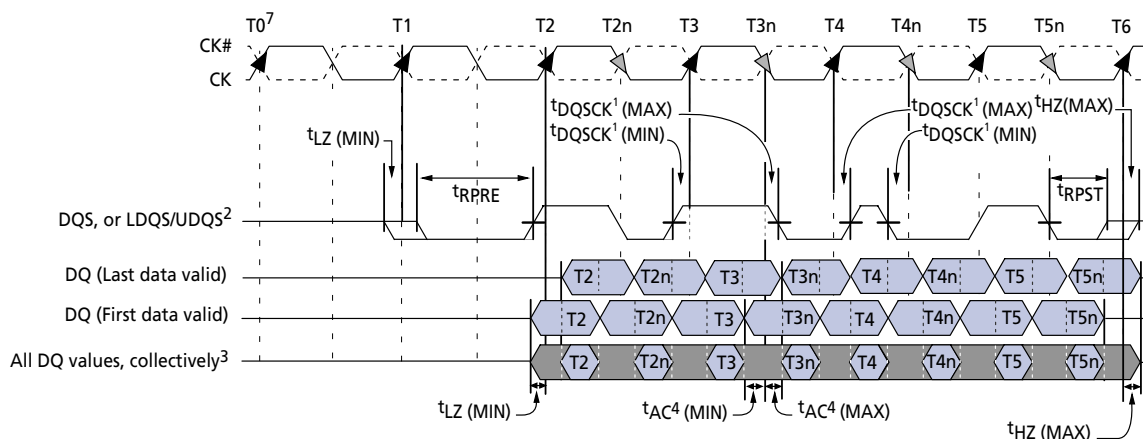 T0⁷ T1 T2 T2n T3 T3n T4 T4n T5 T5n T6
CK#
CK
tDQSCK¹ (MAX) tDQSCK¹ (MAX) tHZ(MAX)
tDQSCK¹ (MIN) tDQSCK¹ (MIN)
tLZ (MIN)
tRPRE tRPST
DQS, or LDQS/UDQS²
DQ (Last data valid) T2 T2n T3 T3n T4 T4n T5 T5n
DQ (First data valid) T2 T2n T3 T3n T4 T4n T5 T5n
All DQ values, collectively³ T2 T2n T3 T3n T4 T4n T5 T5n
tLZ (MIN) tAC⁴ (MIN) tAC⁴ (MAX)
tHZ (MAX)